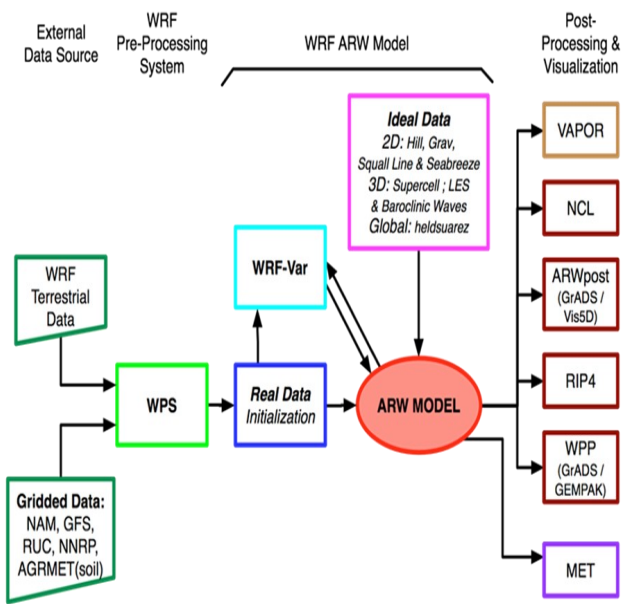 External
Data Source
WRF
Pre-Processing
System
WRF ARW Model
Post-
Processing &
Visualization
Ideal Data
2D: Hill, Grav,
Squall Line & Seabreeze
3D: Supercell ; LES
& Baroclinic Waves
Global: heldsuarez
VAPOR
NCL
WRF
Terrestrial
Data
WRF-Var
ARWpost
(GrADS /
Vis5D)
WPS
Real Data
Initialization
ARW MODEL
RIP4
WPP
(GrADS /
GEMPAK)
Gridded Data:
NAM, GFS,
RUC, NNRP,
AGRMET(soil)
MET